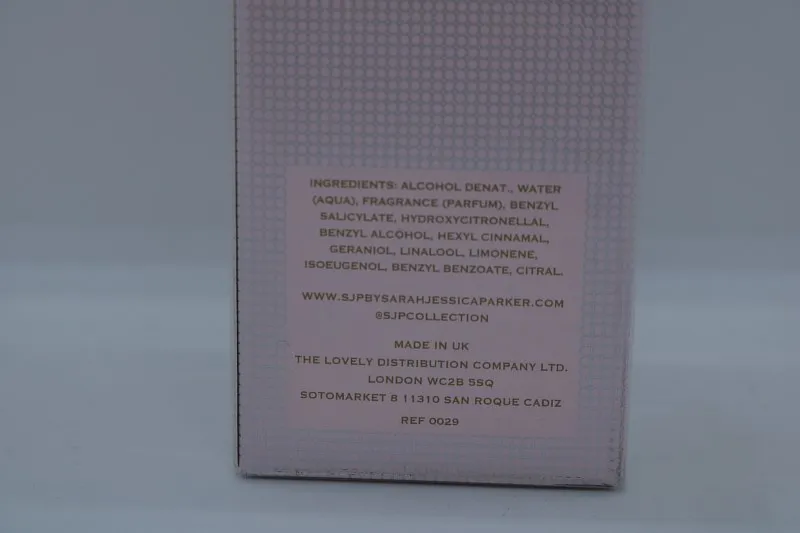 INGREDIENTS: ALCOHOL DENAT., WATER
(AQUA), FRAGRANCE (PARFUM), BENZYL
SALICYLATE, HYDROXYCITRONELLAL,
BENZYL ALCOHOL, HEXYL CINNAMAL,
GERANIOL, LINALOOL, LIMONENE,
ISOEUGENOL, BENZYL BENZOATE, CITRAL.
WWW.SJPBYSARAHJESSICAPARKER.COM
@SJPCOLLECTION
MADE IN UK
THE LOVELY DISTRIBUTION COMPANY LTD.
LONDON WC2B 5SQ
SOTOMARKET 8 11310 SAN ROQUE CADIZ
REF 0029